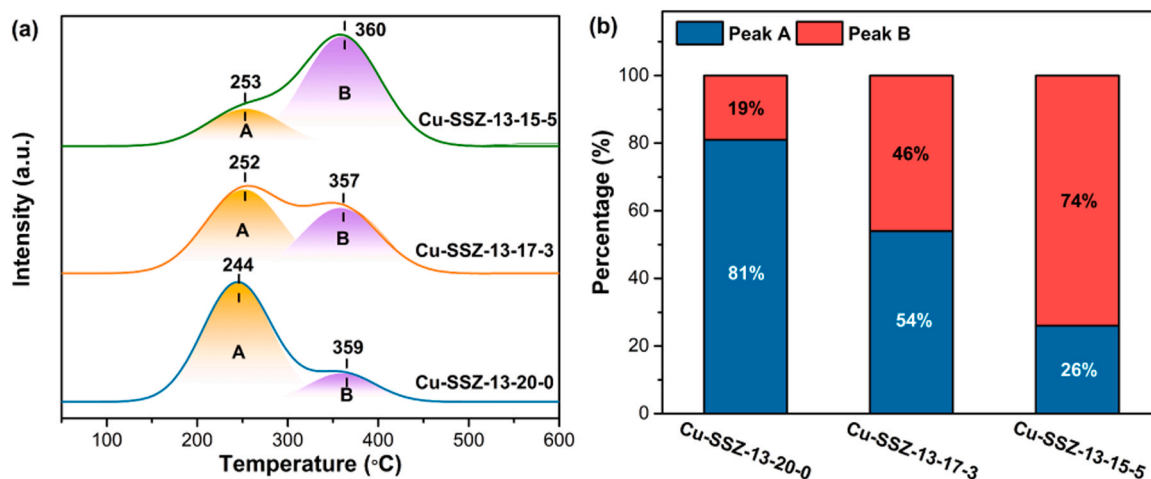 (a)
Intensity (a.u.)
360
253
B
A
Cu-SSZ-13-15-5
252
357
A
B
Cu-SSZ-13-17-3
244
359
A
B
Cu-SSZ-13-20-0
100 200 300 400 500 600
Temperature (◦C)
(b)
Peak A Peak B
Percentage (%)
100
80
60
40
20
0
19%
81%
46%
54%
74%
26%
Cu-SSZ-13-20-0
Cu-SSZ-13-17-3
Cu-SSZ-13-15-5